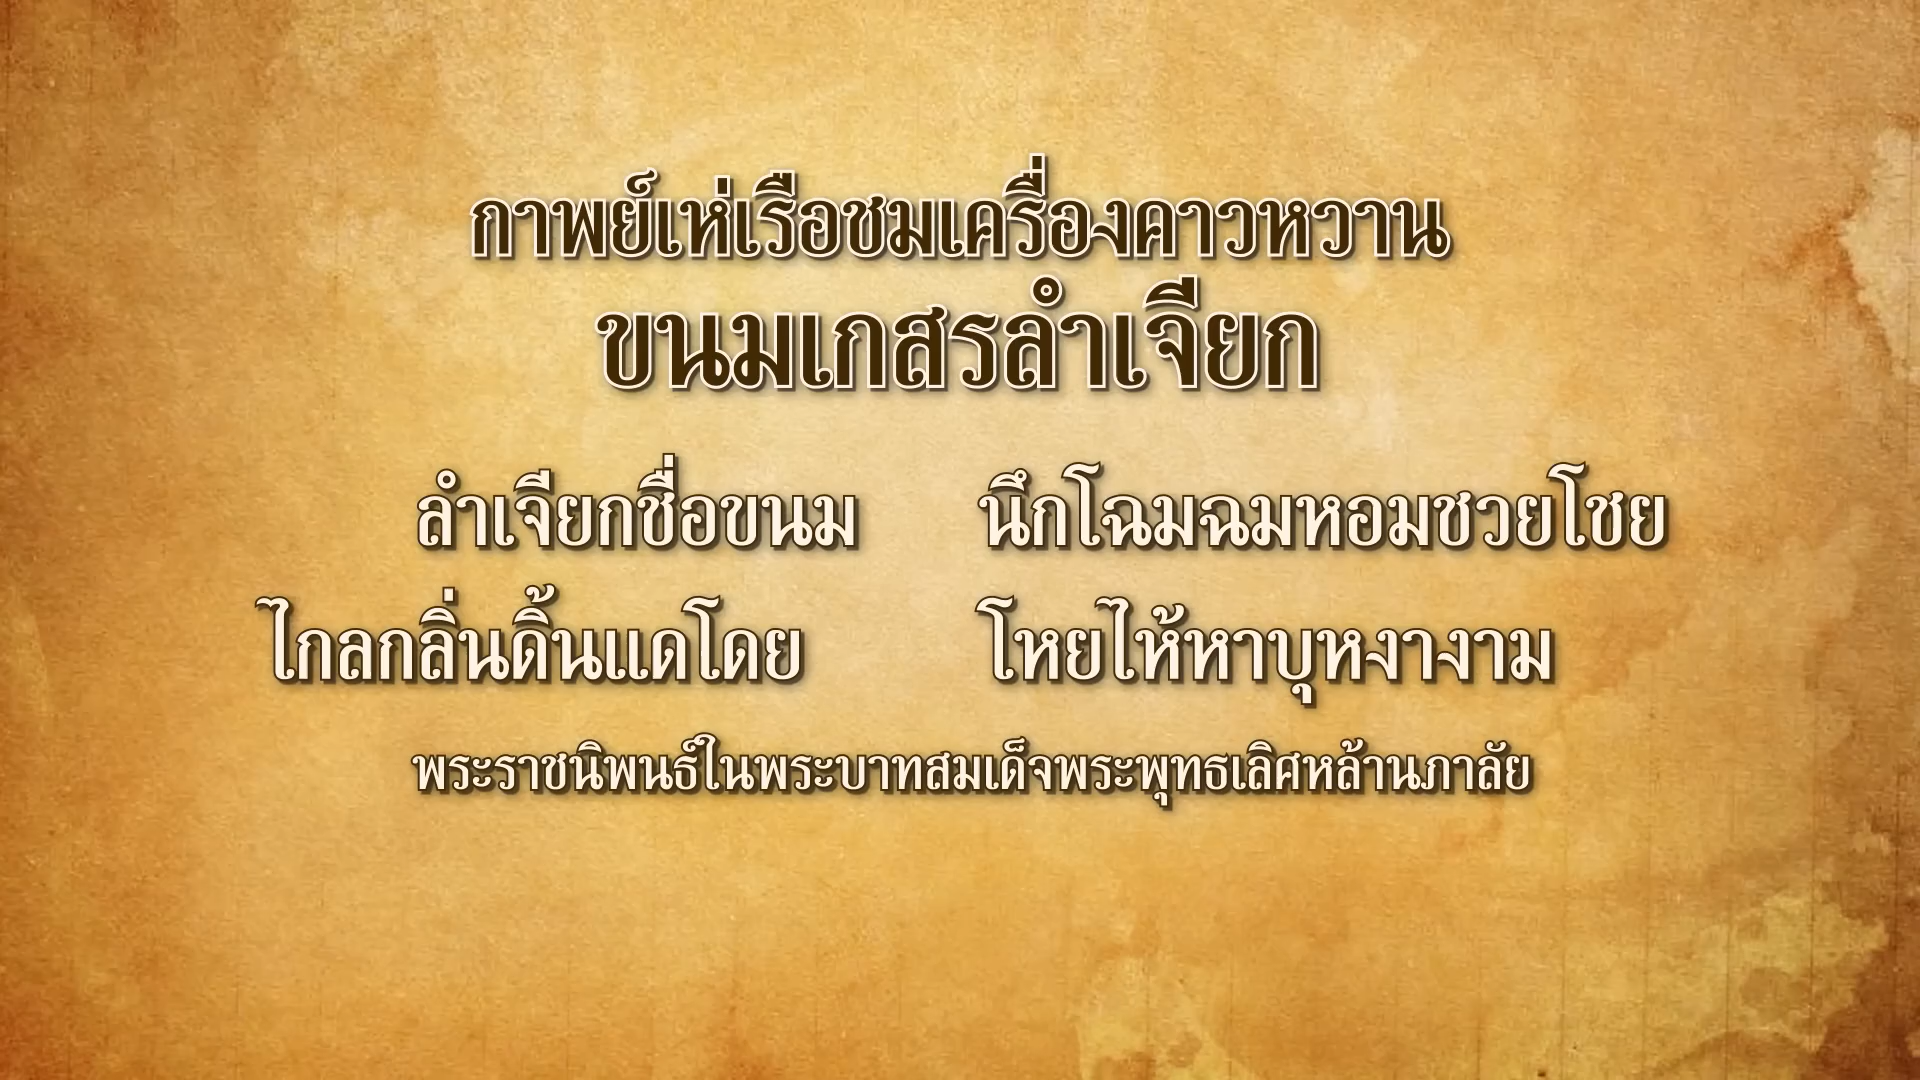 กาพย์เห่เรือชมเครื่องคาวหวาน
ขนมเกสรลำเจียก
ลำเจียกชื่อขนม นึกโฉมฉมหอมชวยโชย
ไกลกลิ่นดิ้นแดโดย โหยไห้หาบุหงางาม
พระราชนิพนธ์ในพระบาทสมเด็จพระพุทธเลิศหล้านภาลัย